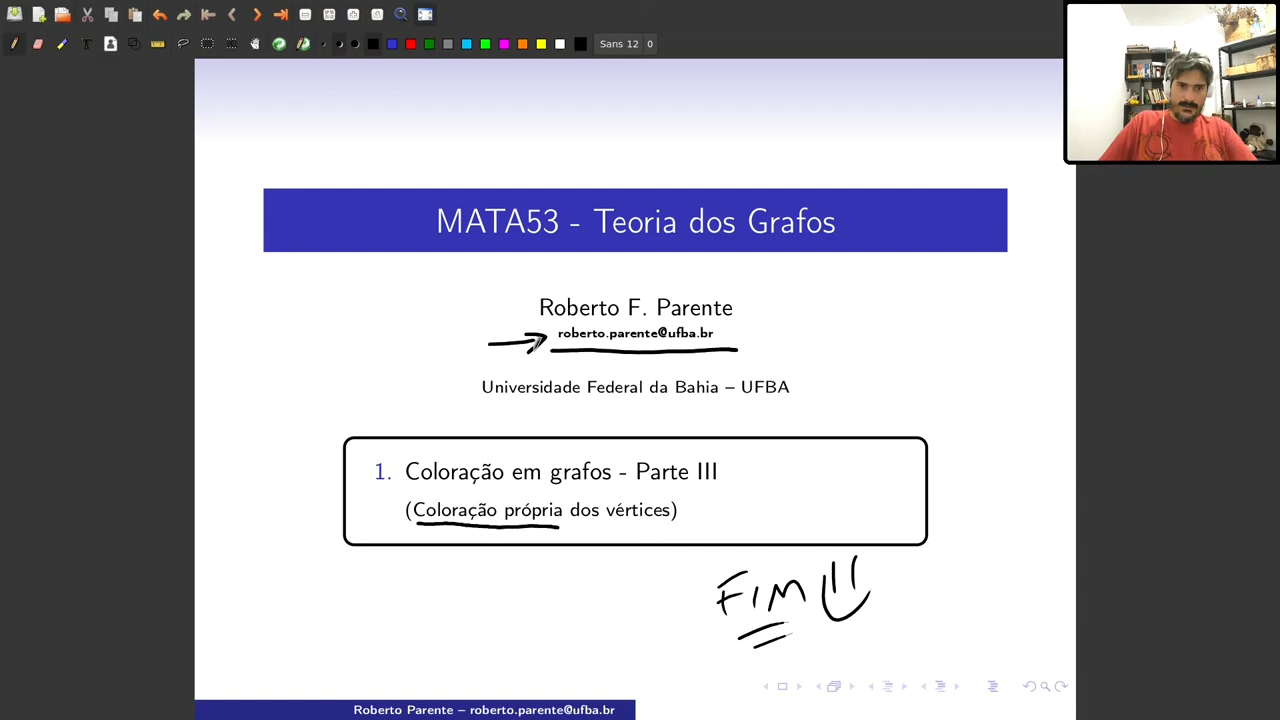 Sans 12 0
MATA53 - Teoria dos Grafos
Roberto F. Parente
roberto.parente@ufba.br
Universidade Federal da Bahia – UFBA
1. Coloração em grafos - Parte III
(Coloração própria dos vértices)
FIM
Roberto Parente – roberto.parente@ufba.br